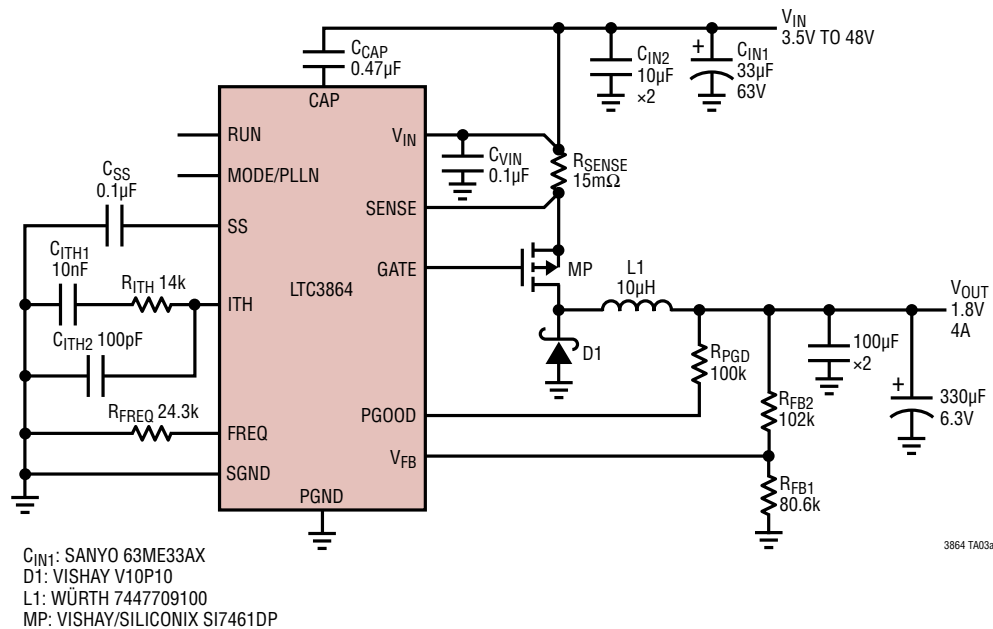 VIN
3.5V TO 48V
CCAP
0.47µF
CIN2
10µF
×2
+
CIN1
33µF
63V
CAP
RUN
VIN
CVIN
0.1µF
RSENSE
15mΩ
CSS
0.1µF
MODE/PLLN
SENSE
SS
CITH1
10nF
RITH 14k
GATE
MP
L1
10µH
ITH
LTC3864
VOUT
1.8V
4A
CITH2 100pF
D1
RPGD
100k
100µF
×2
RFB2
102k
+
330µF
6.3V
RFREQ 24.3k
PGOOD
FREQ
VFB
SGND
RFB1
80.6k
PGND
3864 TA03a
CIN1: SANYO 63ME33AX
D1: VISHAY V10P10
L1: WÜRTH 7447709100
MP: VISHAY/SILICONIX SI7461DP